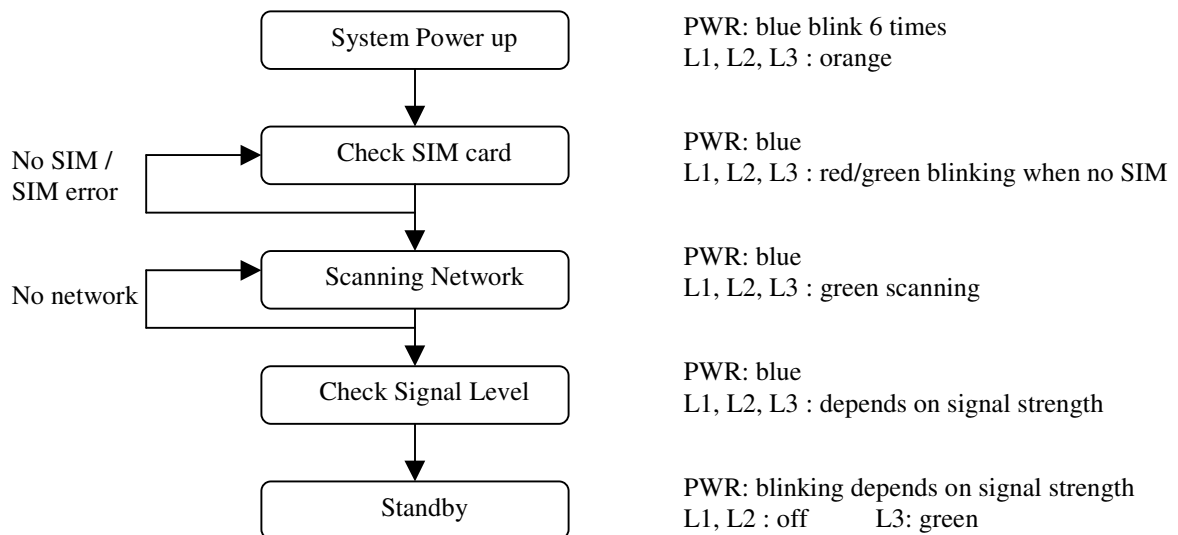 System Power up
PWR: blue blink 6 times
L1, L2, L3 : orange
No SIM /
SIM error
Check SIM card
PWR: blue
L1, L2, L3 : red/green blinking when no SIM
No network
Scanning Network
PWR: blue
L1, L2, L3 : green scanning
Check Signal Level
PWR: blue
L1, L2, L3 : depends on signal strength
Standby
PWR: blinking depends on signal strength
L1, L2 : off L3: green